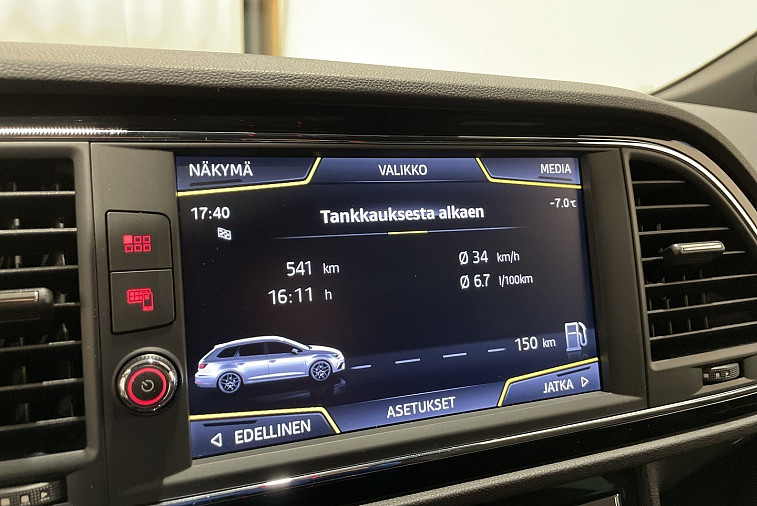 NÄKYMÄ VALIKKO MEDIA
17:40 Tankkauksesta alkaen -7.0°C
541 km Ø 34 km/h
16:11 h Ø 6.7 l/100km
150 km
EDELLINEN ASETUKSET JATKA